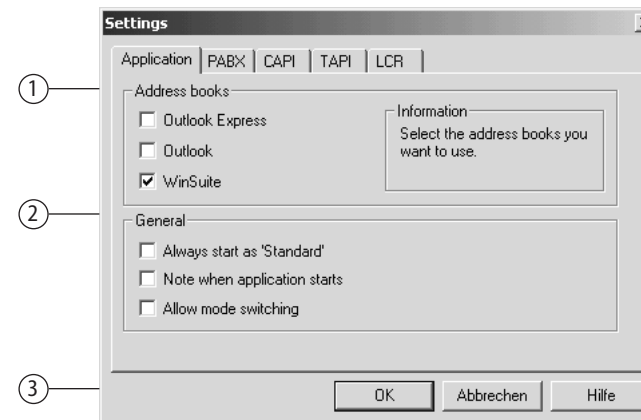 Settings
Application PABX CAPI TAPI LCR
1
Address books
Outlook Express
Outlook
WinSuite
Information
Select the address books you
want to use.
2
General
Always start as 'Standard'
Note when application starts
Allow mode switching
3
OK Abbrechen Hilfe